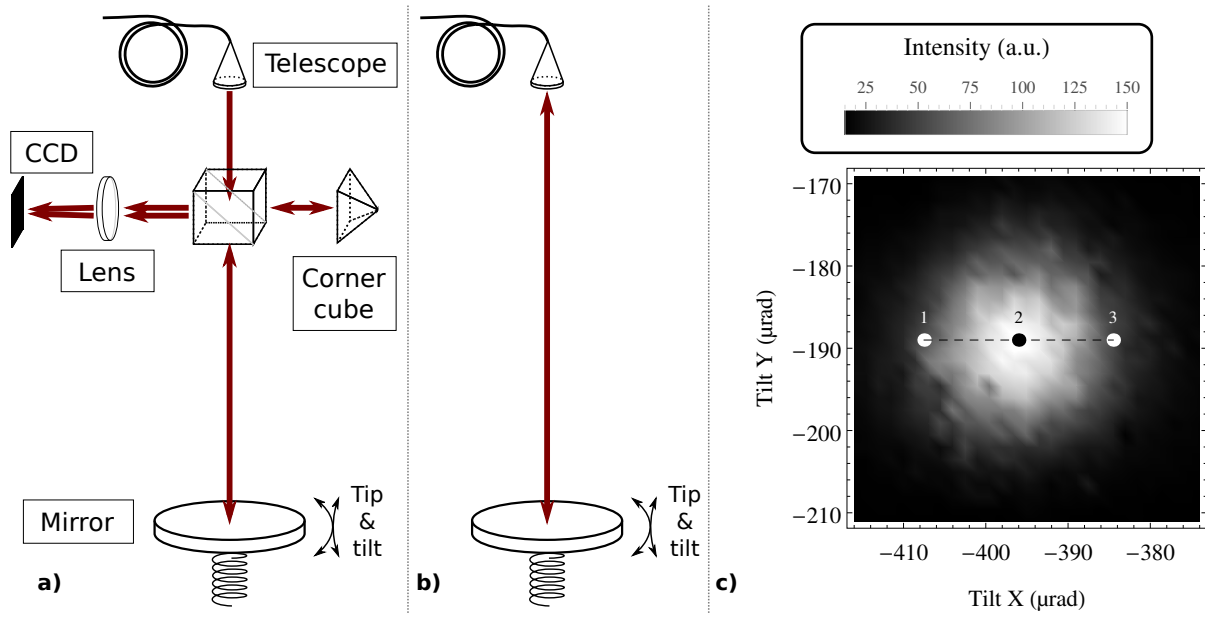 Telescope
CCD
Lens
Corner
cube
Mirror
Tip
&
tilt
a)
Tip
&
tilt
b)
c)
Intensity (a.u.)
25 50 75 100 125 150
Tilt Y (μrad)
−170
−180
−190
−200
−210
1 2 3
−410 −400 −390 −380
Tilt X (μrad)